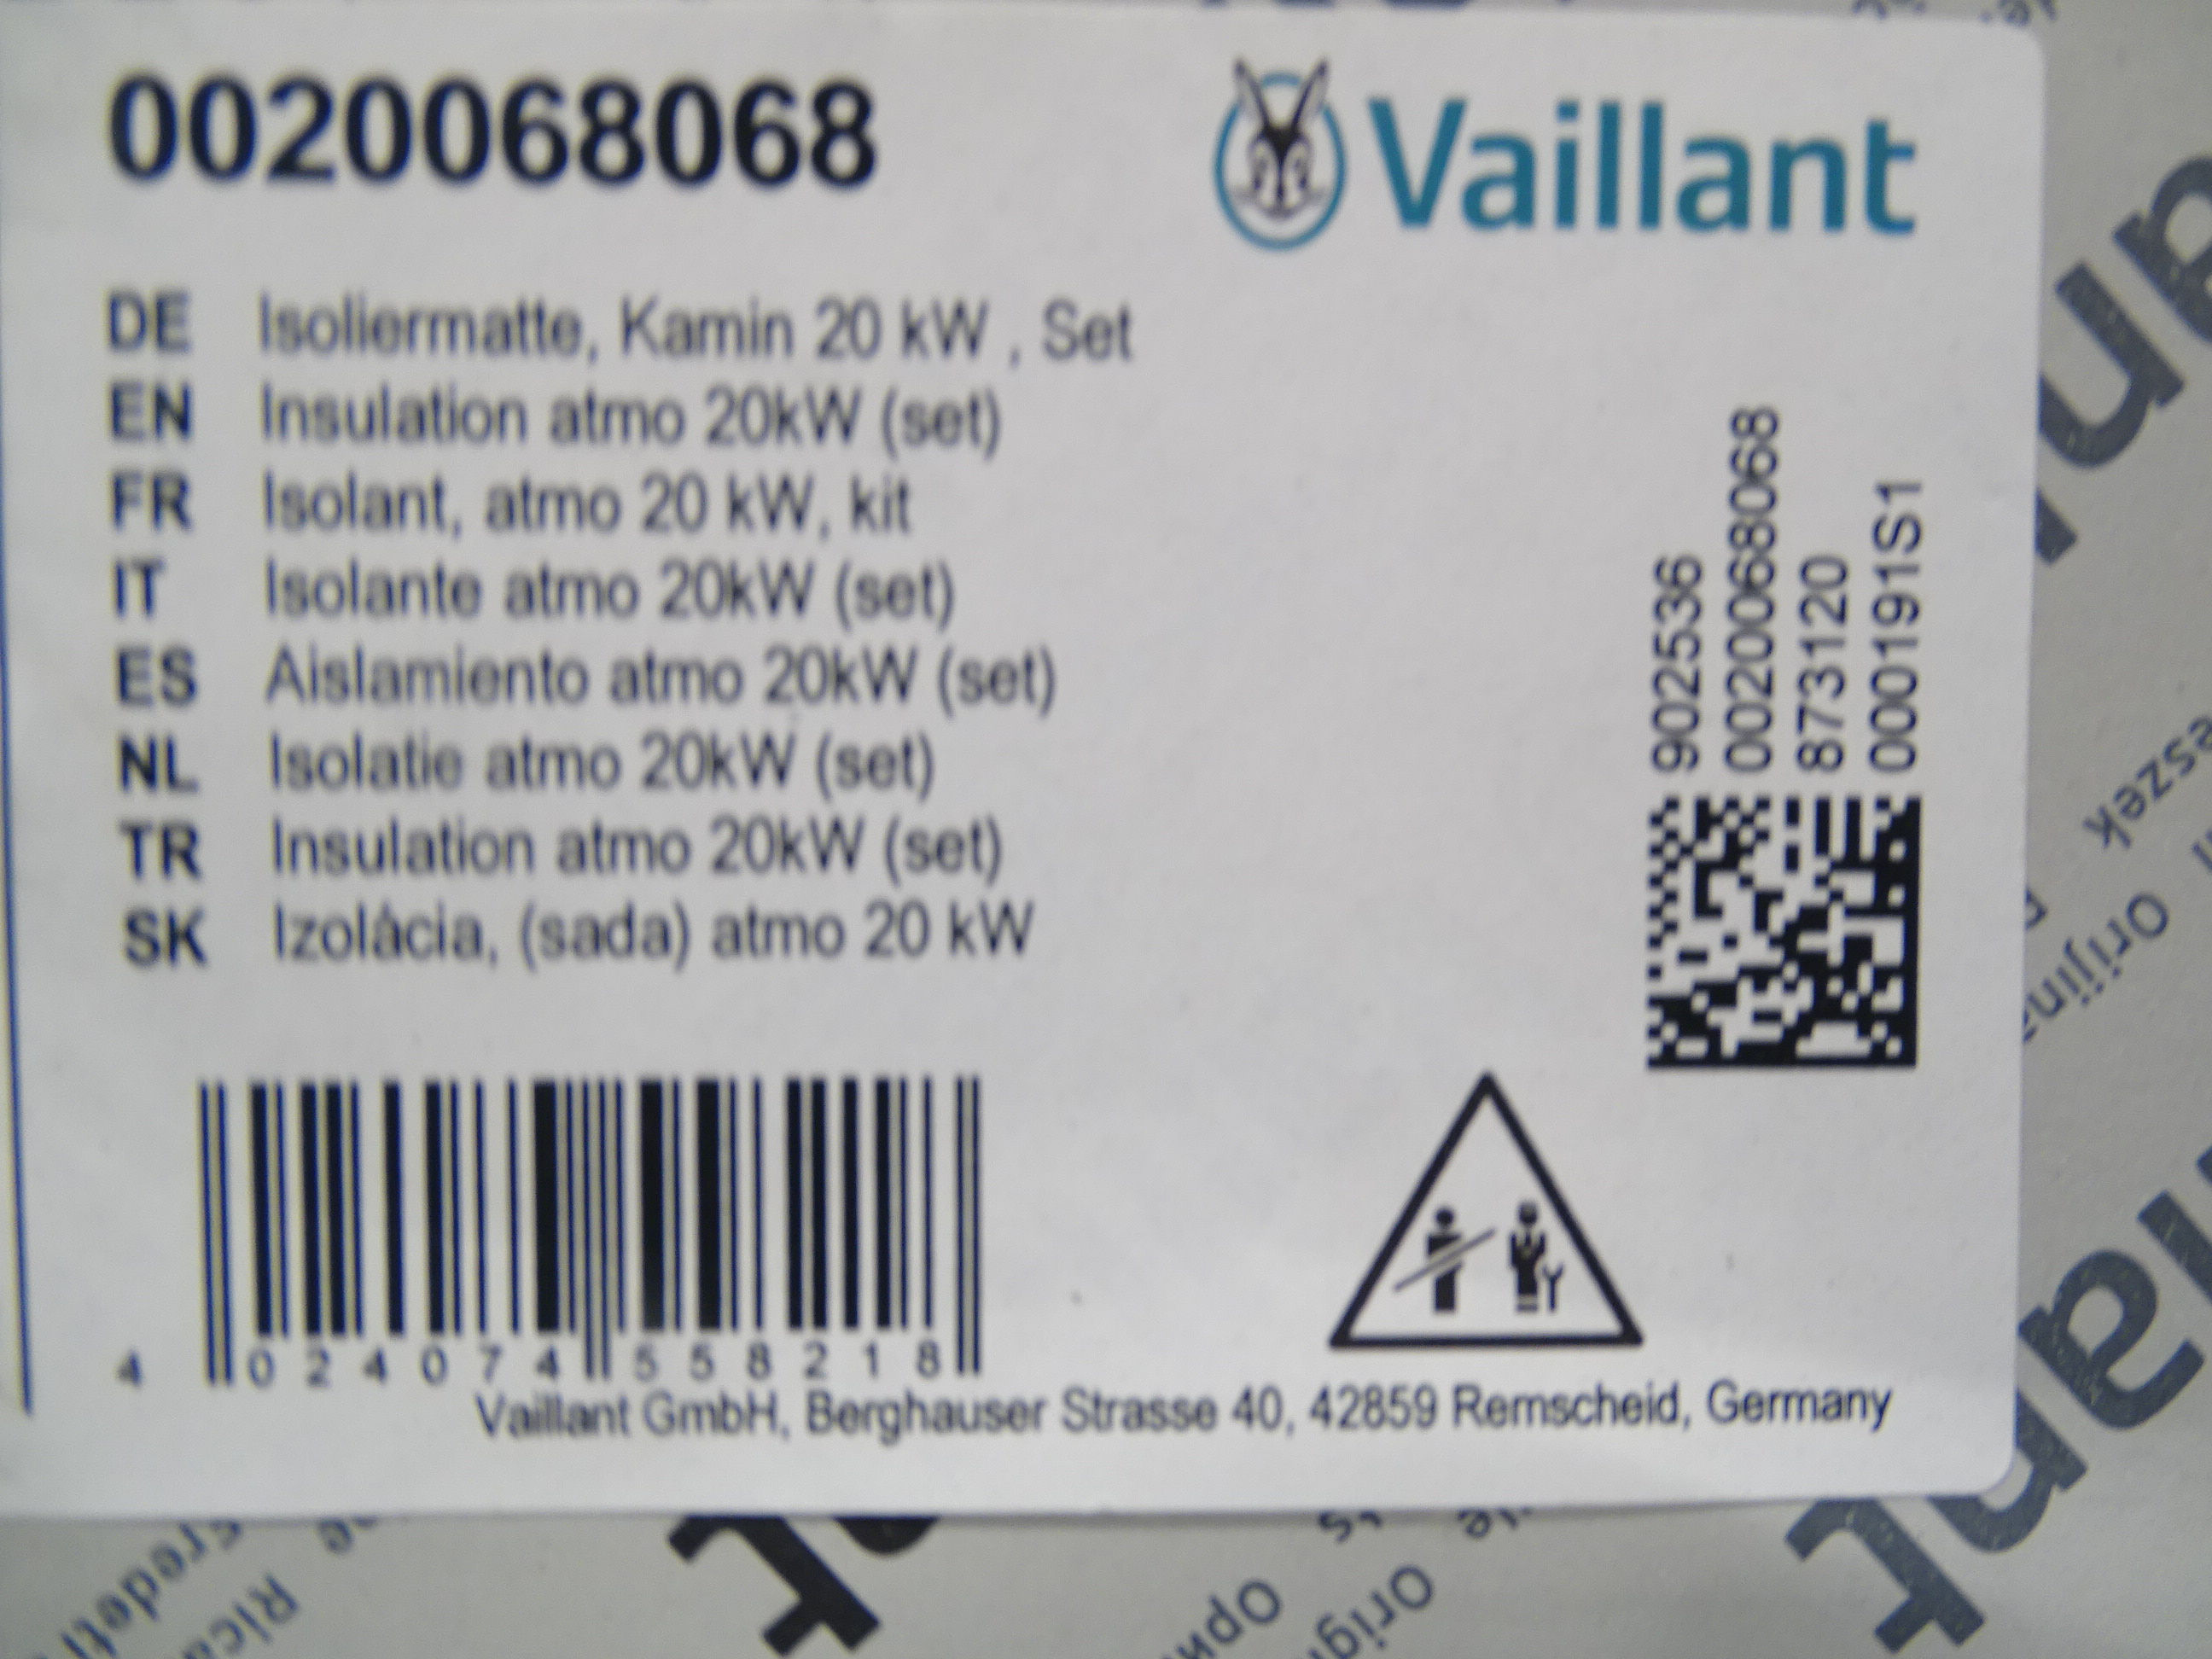 0020068068
Vaillant
DE Isoliermatte, Kamin 20 kW , Set
EN Insulation atmo 20kW (set)
FR Isolant, atmo 20 kW, kit
IT Isolante atmo 20kW (set)
ES Aislamiento atmo 20kW (set)
NL Isolatie atmo 20kW (set)
TR Insulation atmo 20kW (set)
SK Izolácia, (sada) atmo 20 kW
902536
0020068068
873120
000191S1
4 024074 558218
Vaillant GmbH, Berghauser Strasse 40, 42859 Remscheid, Germany